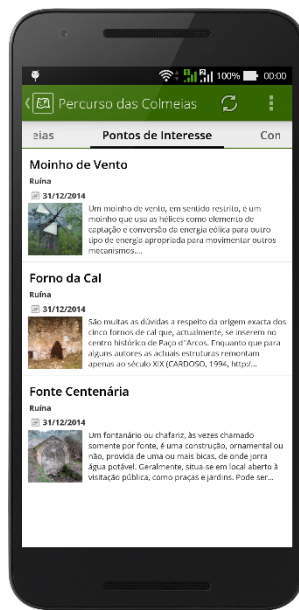 100% 00:00
Percurso das Colmeias
eias Pontos de Interesse Con
Moinho de Vento
Ruína
31/12/2014
Um moinho de vento, em sentido restrito, é um
moinho que usa as hélices como elemento de
captação e conversão da energia eólica para outro
tipo de energia apropriada para movimentar outros
mecanismos....
Forno da Cal
Ruína
31/12/2014
São muitas as dúvidas a respeito da origem exacta dos
cinco fornos de cal que, actualmente, se inserem no
centro histórico de Paço d"Arcos. Enquanto que para
alguns autores as actuais estruturas remontam
apenas ao século XIX (CARDOSO, 1994, http:/...
Fonte Centenária
Ruína
31/12/2014
Um fontanário ou chafariz, às vezes chamado
somente por fonte, é uma construção, ornamental ou
não, provida de uma ou mais bicas, de onde jorra
água potável. Geralmente, situa-se em local aberto à
visitação pública, como praças e jardins. Pode ser...